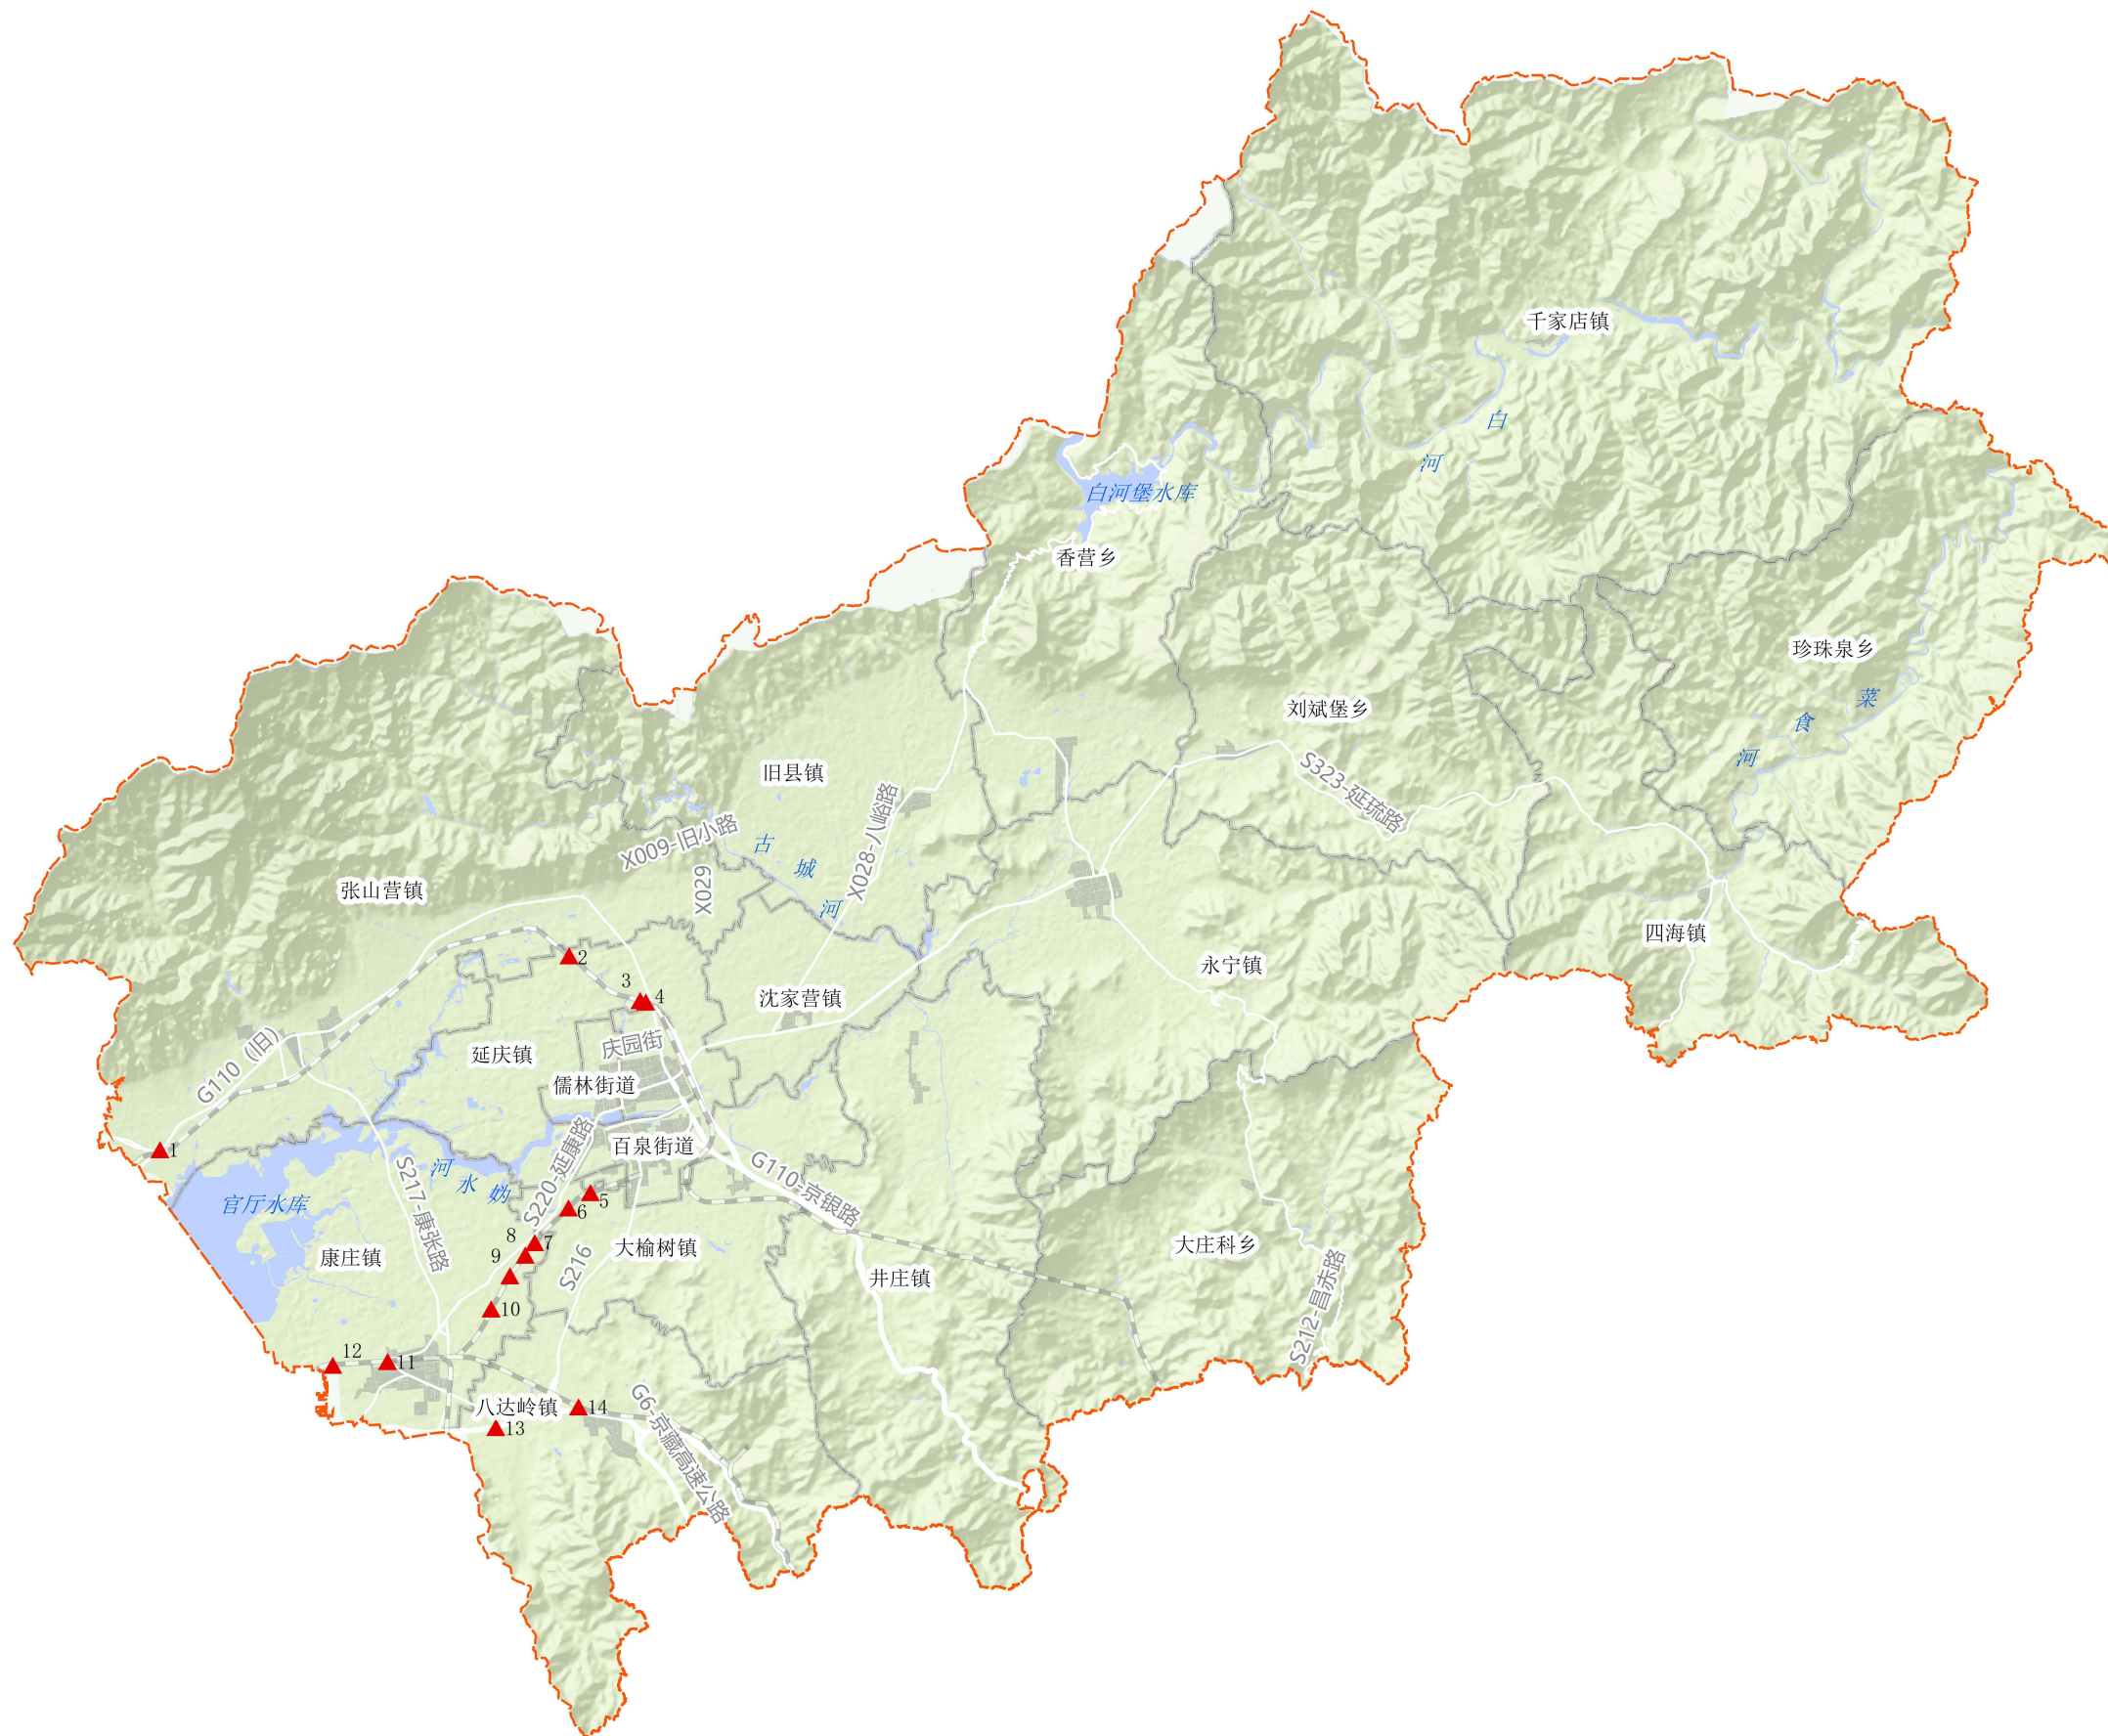 千家店镇
白
河
白河堡水库
香营乡
珍珠泉乡
菜
食
河
刘斌堡乡
S323-延琉路
旧县镇
X028-八峪路
X009-旧小路
X029
古
城
河
张山营镇
四海镇
永宁镇
2
3
4
沈家营镇
庆园街
延庆镇
G110 (旧)
儒林街道
1
百泉街道
S220-延康路
G110-京银路
河
水
妫
S217-康张路
官厅水库
5
6
7
8
9
10
S216
大榆树镇
康庄镇
大庄科乡
井庄镇
S212-昌赤路
12
11
八达岭镇
14
13
G6-京藏高速公路